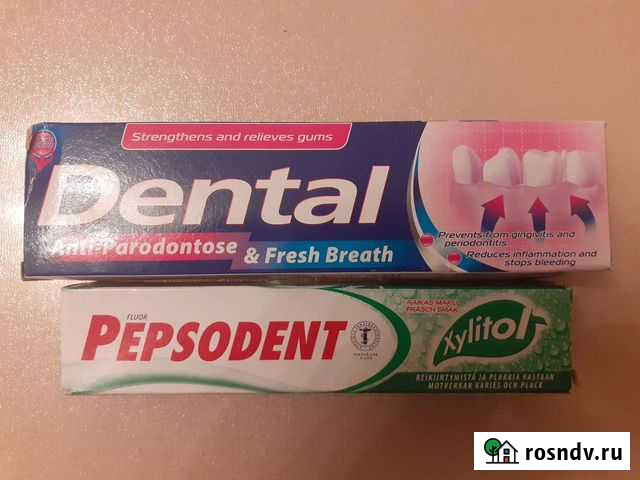 Strengthens and relieves gums
Dental
Anti-Parodontose & Fresh Breath
Prevents from gingivitis and
periodontitis
Reduces inflammation and
stops bleeding
FLUOR
PEPSODENT
RAIKAS MAKU
FRÄSCH SMAK
Xylitol
REIKIINTYMISTÄ JA PLAKKIA VASTAAN
MOTVERKAR KARIES OCH PLACK
rosndv.ru